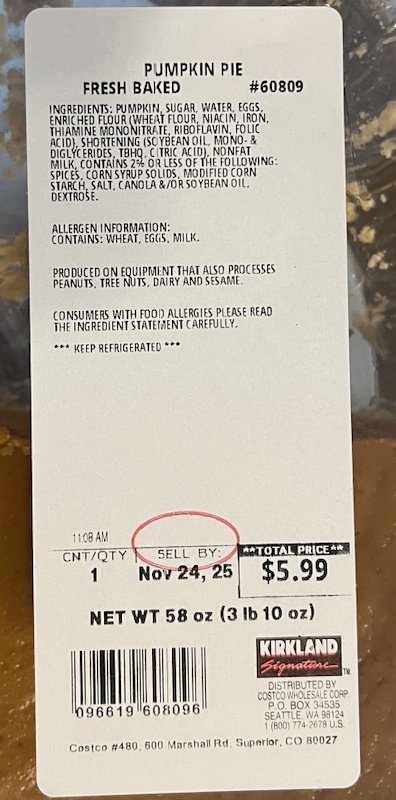 PUMPKIN PIE
FRESH BAKED #60809
INGREDIENTS: PUMPKIN, SUGAR, WATER, EGGS,
ENRICHED FLOUR (WHEAT FLOUR, NIACIN, IRON,
THIAMINE MONONITRATE, RIBOFLAVIN, FOLIC
ACID), SHORTENING (SOYBEAN OIL, MONO- &
DIGLYCERIDES, TBHQ, CITRIC ACID), NONFAT
MILK, CONTAINS 2% OR LESS OF THE FOLLOWING:
SPICES, CORN SYRUP SOLIDS, MODIFIED CORN
STARCH, SALT, CANOLA &/OR SOYBEAN OIL,
DEXTROSE.
ALLERGEN INFORMATION:
CONTAINS: WHEAT, EGGS, MILK.
PRODUCED ON EQUIPMENT THAT ALSO PROCESSES
PEANUTS, TREE NUTS, DAIRY AND SESAME.
CONSUMERS WITH FOOD ALLERGIES PLEASE READ
THE INGREDIENT STATEMENT CAREFULLY.
*** KEEP REFRIGERATED ***
11:08 AM
CNT/QTY SELL BY: **TOTAL PRICE**
1 Nov 24, 25 $5.99
NET WT 58 oz (3 lb 10 oz)
KIRKLAND
Signature TM
DISTRIBUTED BY
COSTCO WHOLESALE CORP.
P.O. BOX 34535
SEATTLE, WA 98124
1 (800) 774-2678 U.S.
096619 608096
Costco #480, 600 Marshall Rd, Superior, CO 80027